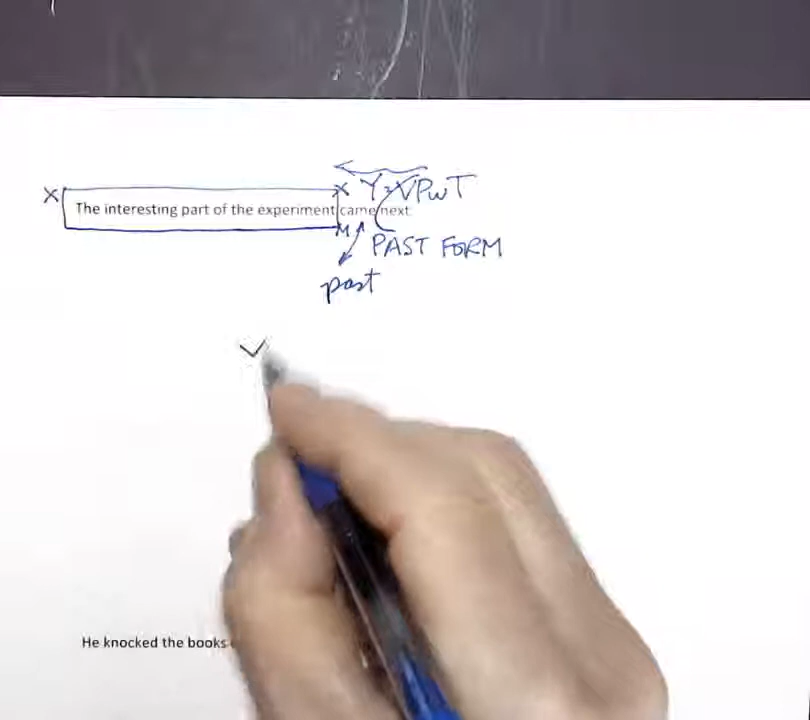 X X Y=VPwT
The interesting part of the experiment came next.
M PAST FORM
past
V
He knocked the books